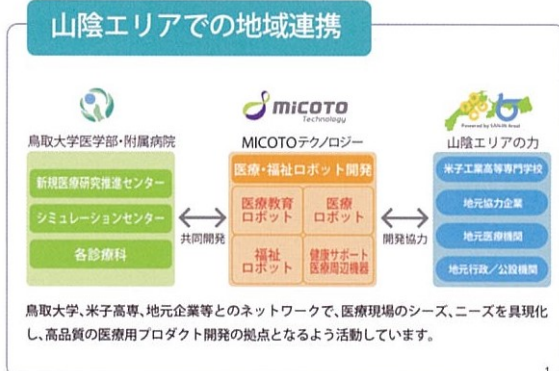 山陰エリアでの地域連携
鳥取大学医学部・附属病院
新規医療研究推進センター
シミュレーションセンター
各診療科
共同開発
micoto
Technology
MICOTOテクノロジー
医療・福祉ロボット開発
医療教育
ロボット
医療
ロボット
福祉
ロボット
健康サポート
医療周辺機器
開発協力
Powered by SAN-IN Area!
山陰エリアの力
米子工業高等専門学校
地元協力企業
地元医療機関
地元行政／公設機関
鳥取大学、米子高専、地元企業等とのネットワークで、医療現場のシーズ、ニーズを具現化
し、高品質の医療用プロダクト開発の拠点となるよう活動しています。